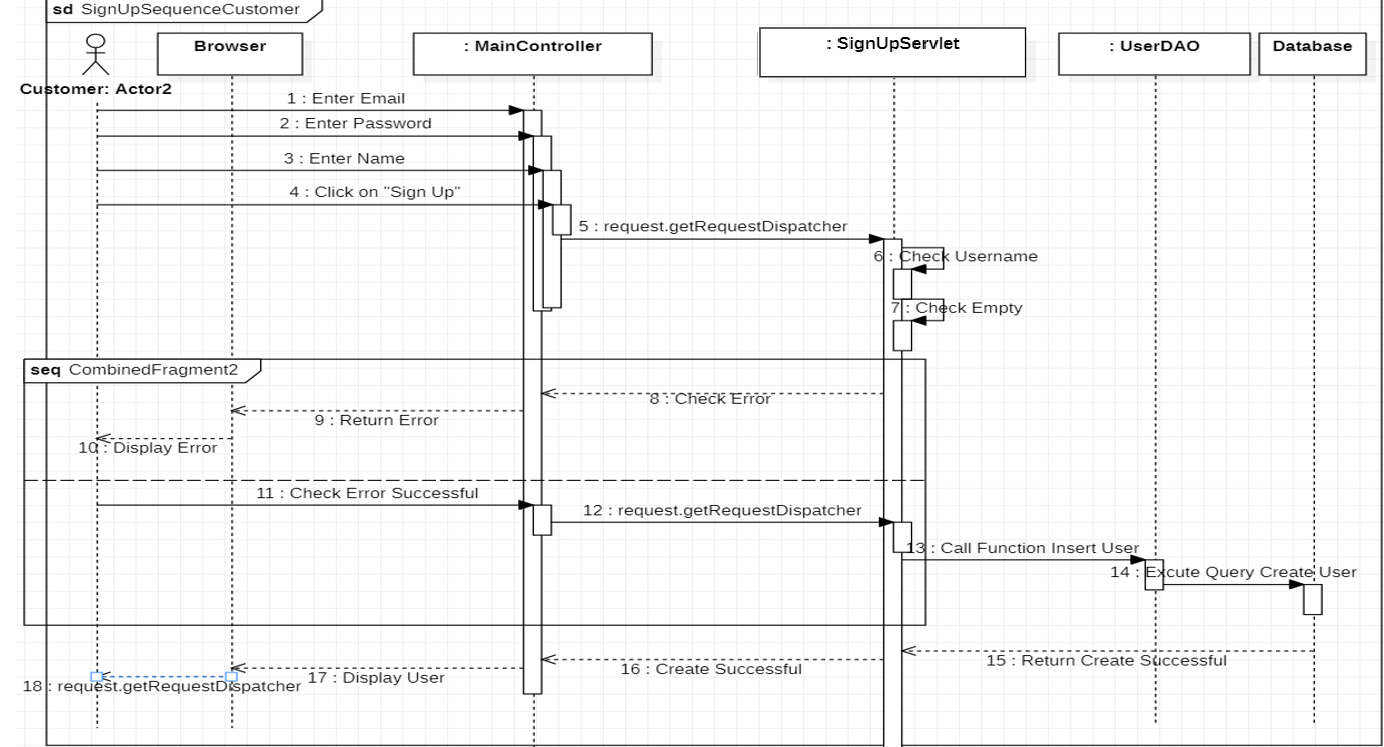 sd SignUpSequenceCustomer
Browser
: MainController
: SignUpServlet
: UserDAO
Database
Customer: Actor2
1 : Enter Email
2 : Enter Password
3 : Enter Name
4 : Click on "Sign Up"
5 : request.getRequestDispatcher
6 : Check Username
7 : Check Empty
seq CombinedFragment2
8 : Check Error
9 : Return Error
10 : Display Error
11 : Check Error Successful
12 : request.getRequestDispatcher
13 : Call Function Insert User
14 : Excute Query Create User
15 : Return Create Successful
16 : Create Successful
17 : Display User
18 : request.getRequestDispatcher